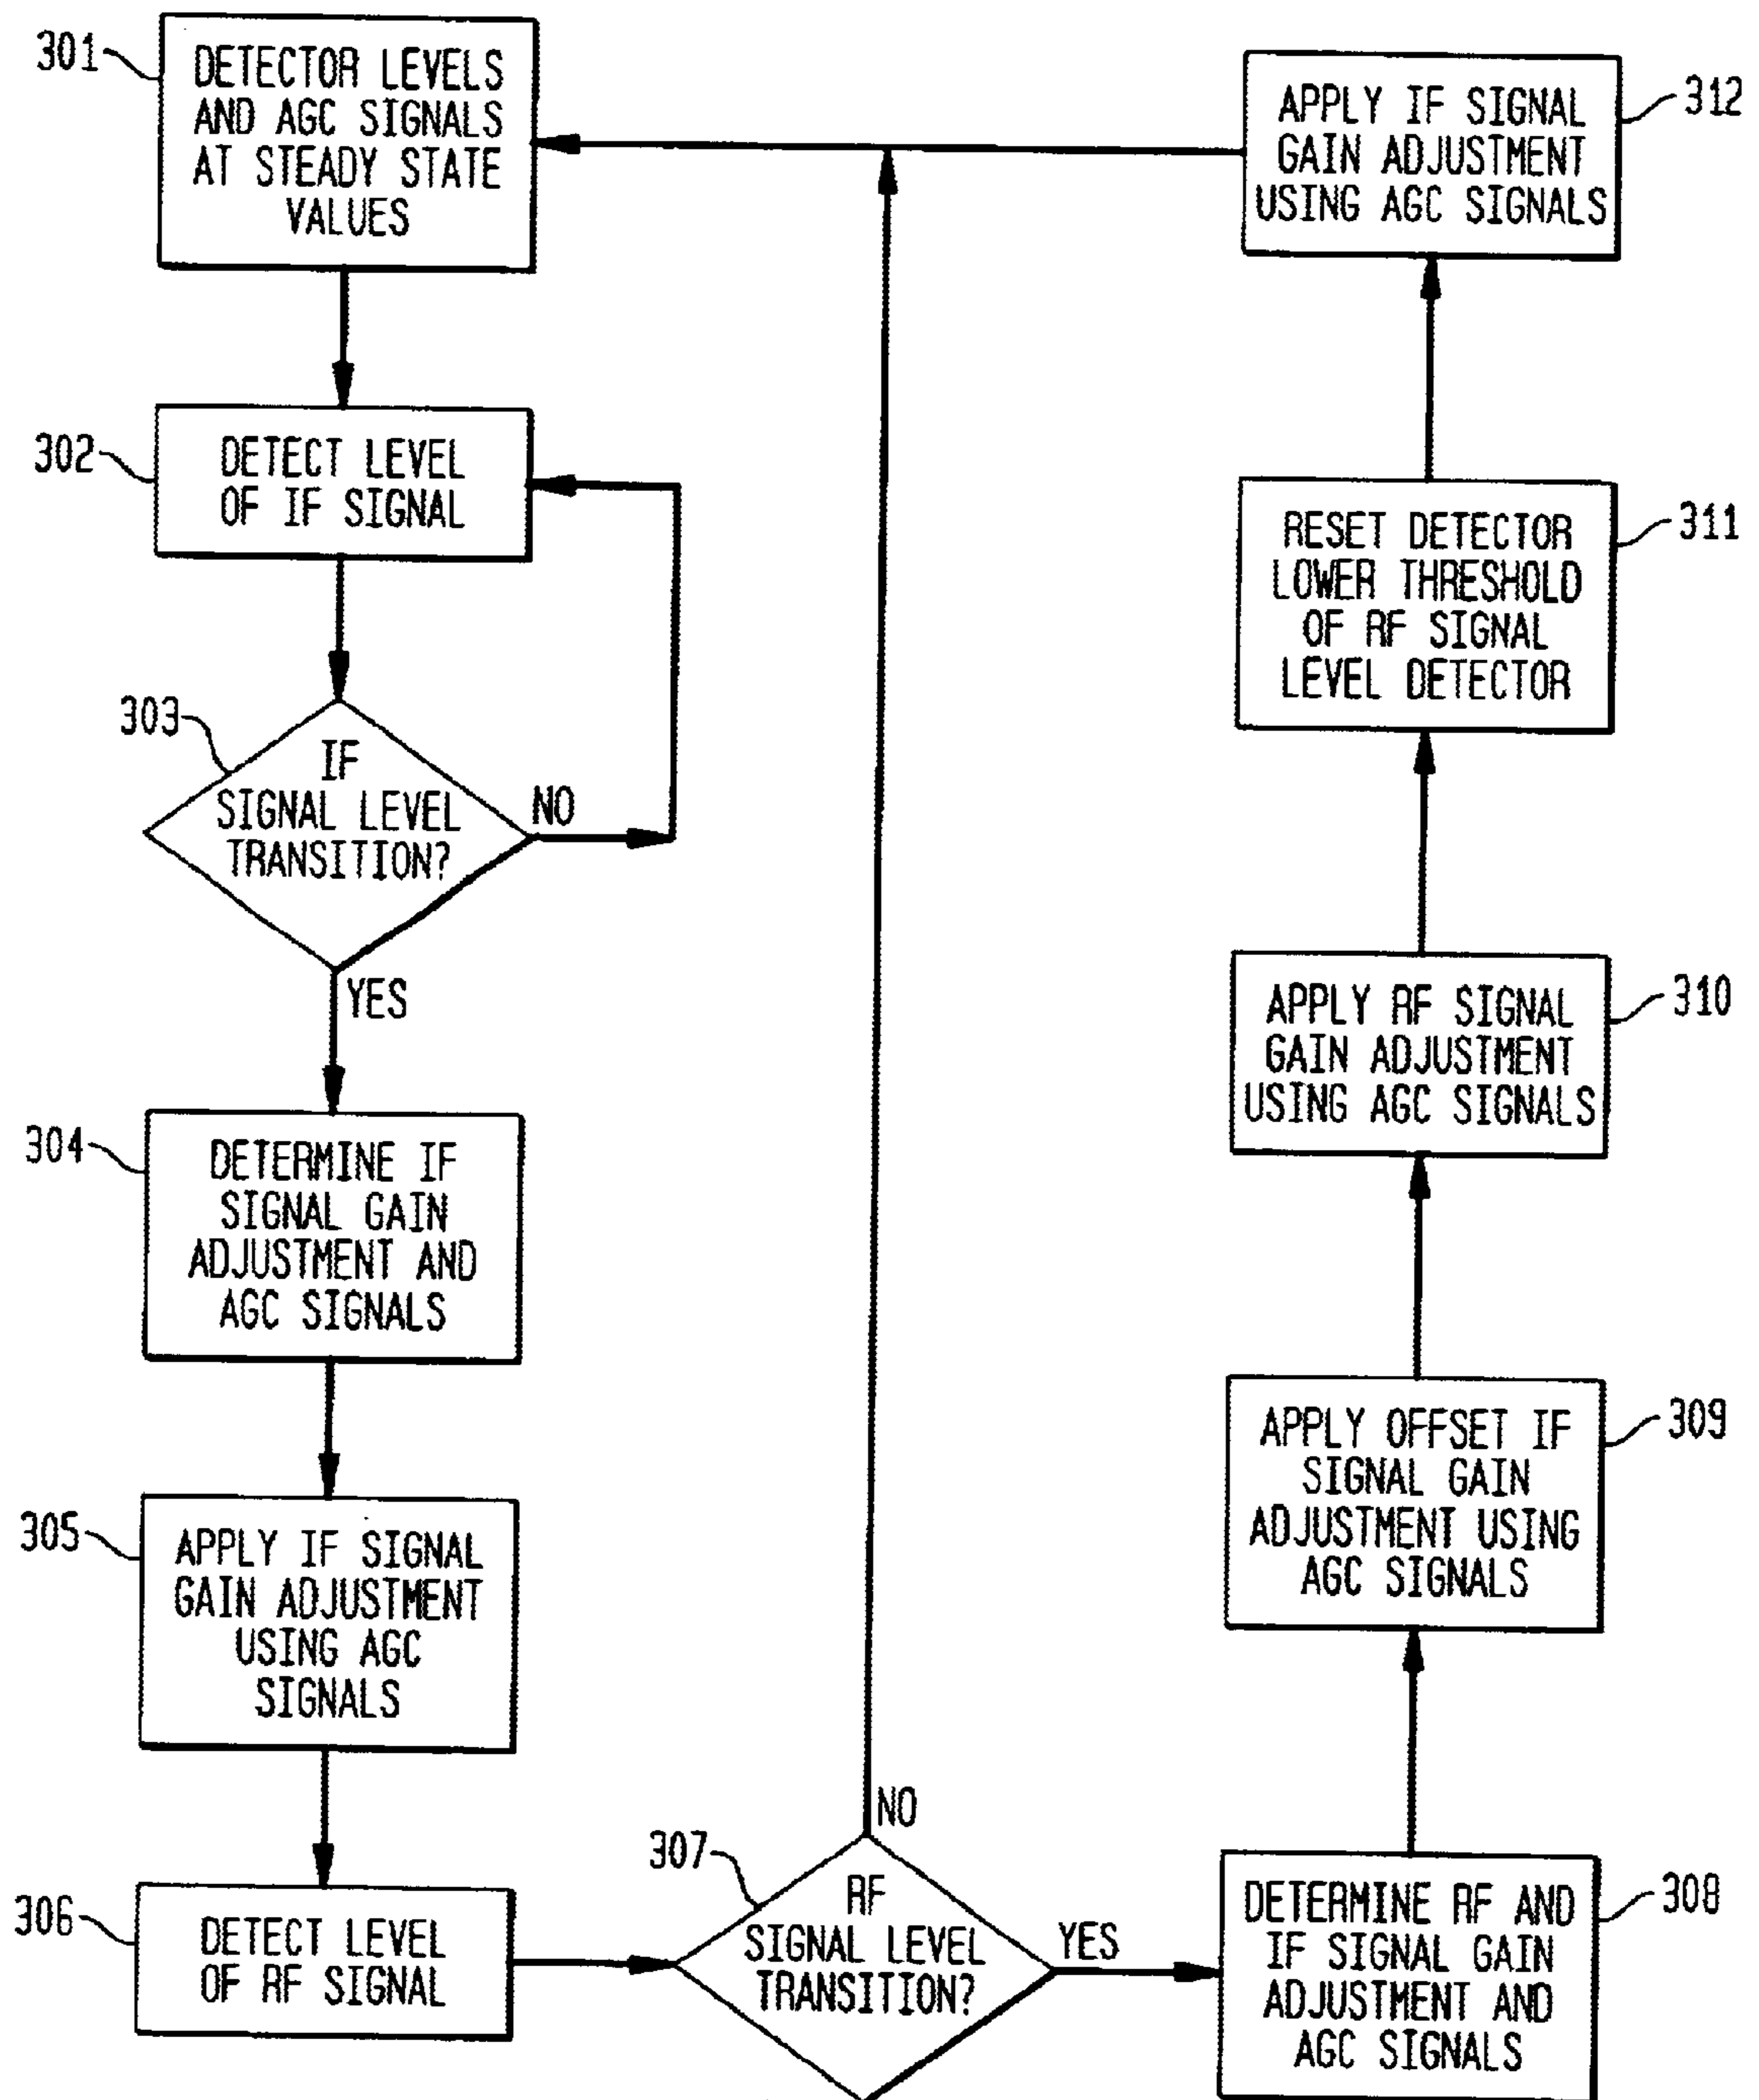 301
DETECTOR LEVELS
AND AGC SIGNALS
AT STEADY STATE
VALUES
302
DETECT LEVEL
OF IF SIGNAL
303
IF
SIGNAL LEVEL
TRANSITION?
NO
YES
304
DETERMINE IF
SIGNAL GAIN
ADJUSTMENT AND
AGC SIGNALS
305
APPLY IF SIGNAL
GAIN ADJUSTMENT
USING AGC
SIGNALS
306
DETECT LEVEL
OF RF SIGNAL
307
RF
SIGNAL LEVEL
TRANSITION?
NO
YES
308
DETERMINE RF AND
IF SIGNAL GAIN
ADJUSTMENT AND
AGC SIGNALS
309
APPLY OFFSET IF
SIGNAL GAIN
ADJUSTMENT USING
AGC SIGNALS
310
APPLY RF SIGNAL
GAIN ADJUSTMENT
USING AGC SIGNALS
311
RESET DETECTOR
LOWER THRESHOLD
OF RF SIGNAL
LEVEL DETECTOR
312
APPLY IF SIGNAL
GAIN ADJUSTMENT
USING AGC SIGNALS